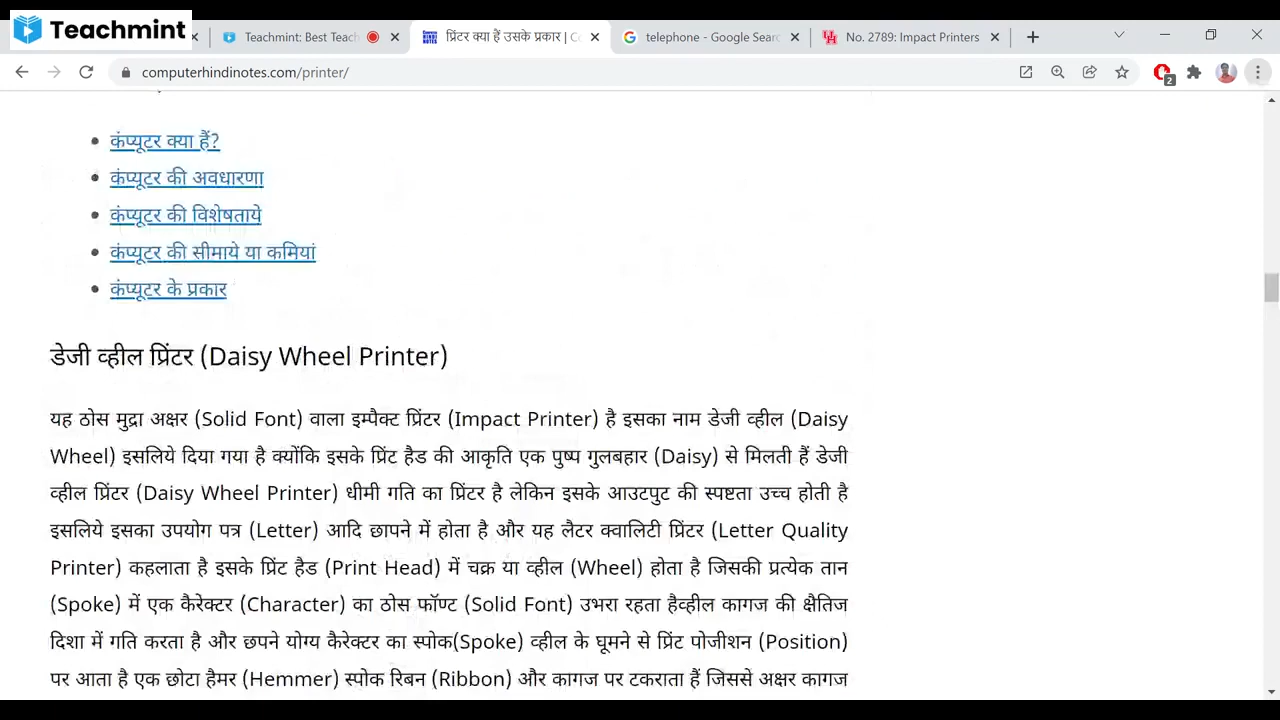 Teachmint
Teachmint: Best Teach
प्रिंटर क्या हैं उसके प्रकार | Co
telephone - Google Searc
No. 2789: Impact Printers
computerhindinotes.com/printer/
2
कंप्यूटर क्या हैं?
कंप्यूटर की अवधारणा
कंप्यूटर की विशेषताये
कंप्यूटर की सीमाये या कमियां
कंप्यूटर के प्रकार
डेजी व्हील प्रिंटर (Daisy Wheel Printer)
यह ठोस मुद्रा अक्षर (Solid Font) वाला इम्पैक्ट प्रिंटर (Impact Printer) है इसका नाम डेजी व्हील (Daisy
Wheel) इसलिये दिया गया है क्योंकि इसके प्रिंट हैड की आकृति एक पुष्प गुलबहार (Daisy) से मिलती हैं डेजी
व्हील प्रिंटर (Daisy Wheel Printer) धीमी गति का प्रिंटर है लेकिन इसके आउटपुट की स्पष्टता उच्च होती है
इसलिये इसका उपयोग पत्र (Letter) आदि छापने में होता है और यह लैटर क्वालिटी प्रिंटर (Letter Quality
Printer) कहलाता है इसके प्रिंट हैड (Print Head) में चक्र या व्हील (Wheel) होता है जिसकी प्रत्येक तान
(Spoke) में एक कैरेक्टर (Character) का ठोस फॉण्ट (Solid Font) उभरा रहता हैव्हील कागज की क्षैतिज
दिशा में गति करता है और छपने योग्य कैरेक्टर का स्पोक(Spoke) व्हील के घूमने से प्रिंट पोजीशन (Position)
पर आता है एक छोटा हैमर (Hemmer) स्पोक रिबन (Ribbon) और कागज पर टकराता हैं जिससे अक्षर कागज